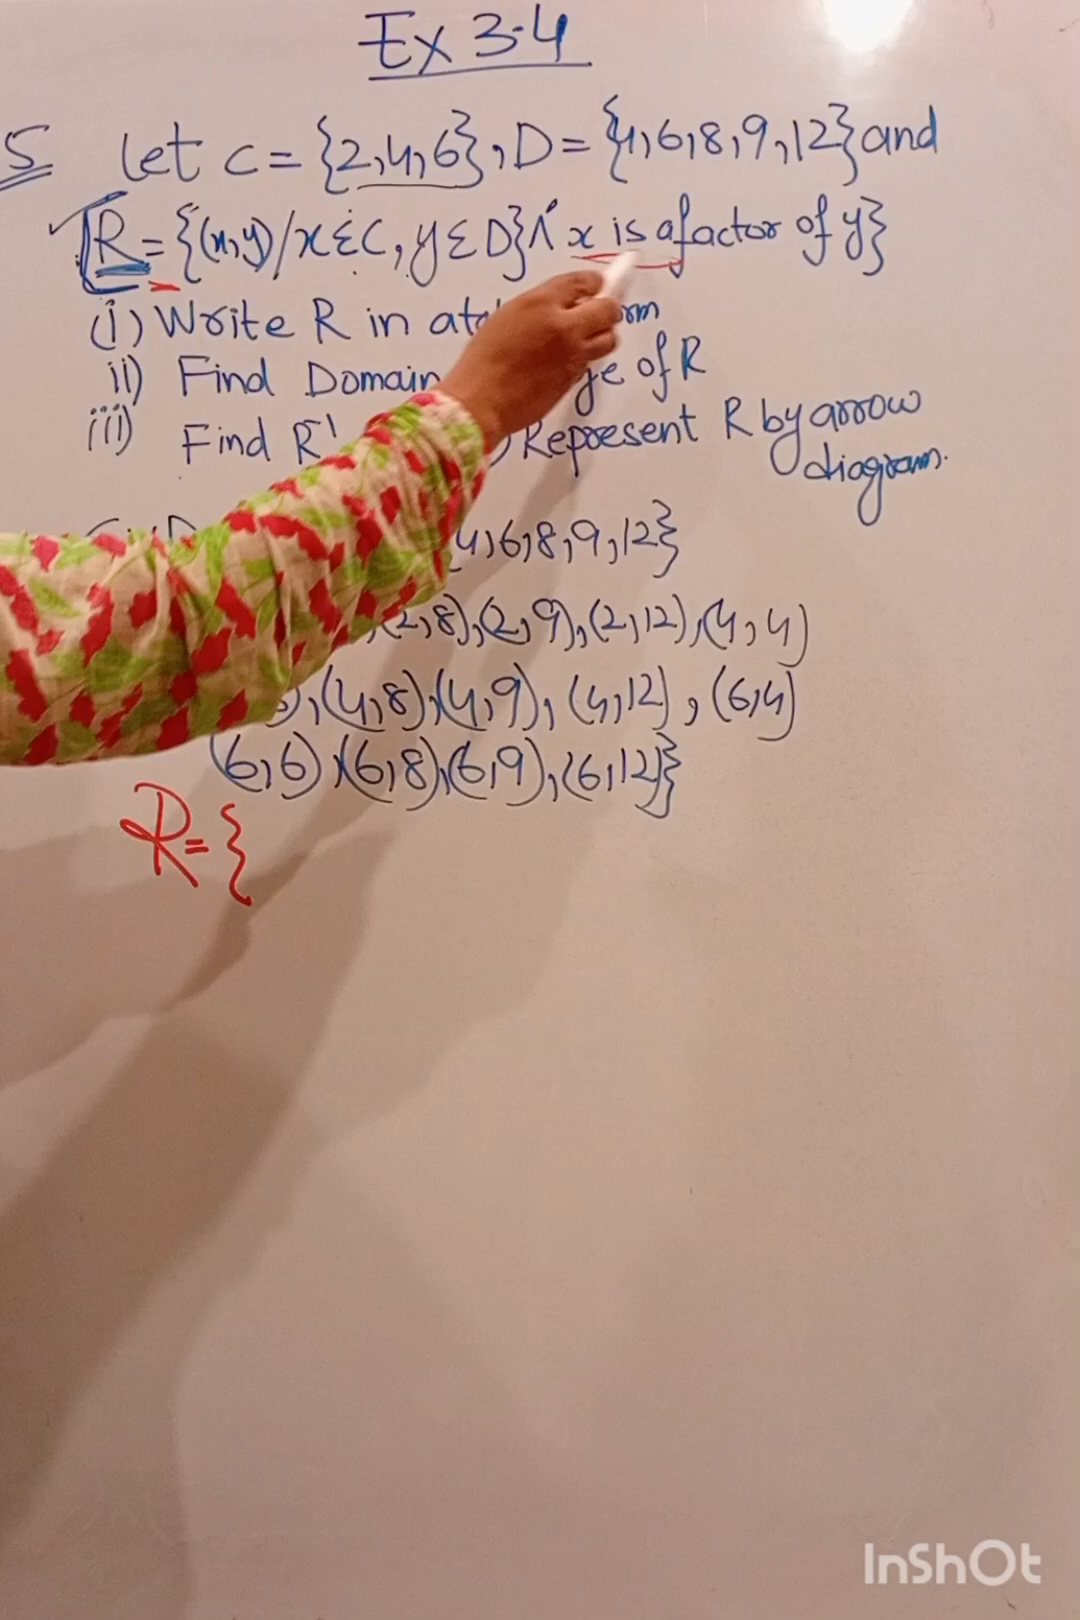 Ex 3.4
5 Let C = {2,4,6}, D = {4,6,8,9,12} and
R = {(x,y)/x∈C, y∈D}∧ x is a factor of y}
(i) Write R in
ii) Find Domain of R
iii) Find R⁻¹ Represent R by arrow
diagram.
4,6,8,9,12}
(2,8),(2,9),(2,12),(4,4)
),(4,8),(4,9),(4,12),(6,4)
(6,6),(6,8),(6,9),(6,12)}
R={
InShOt